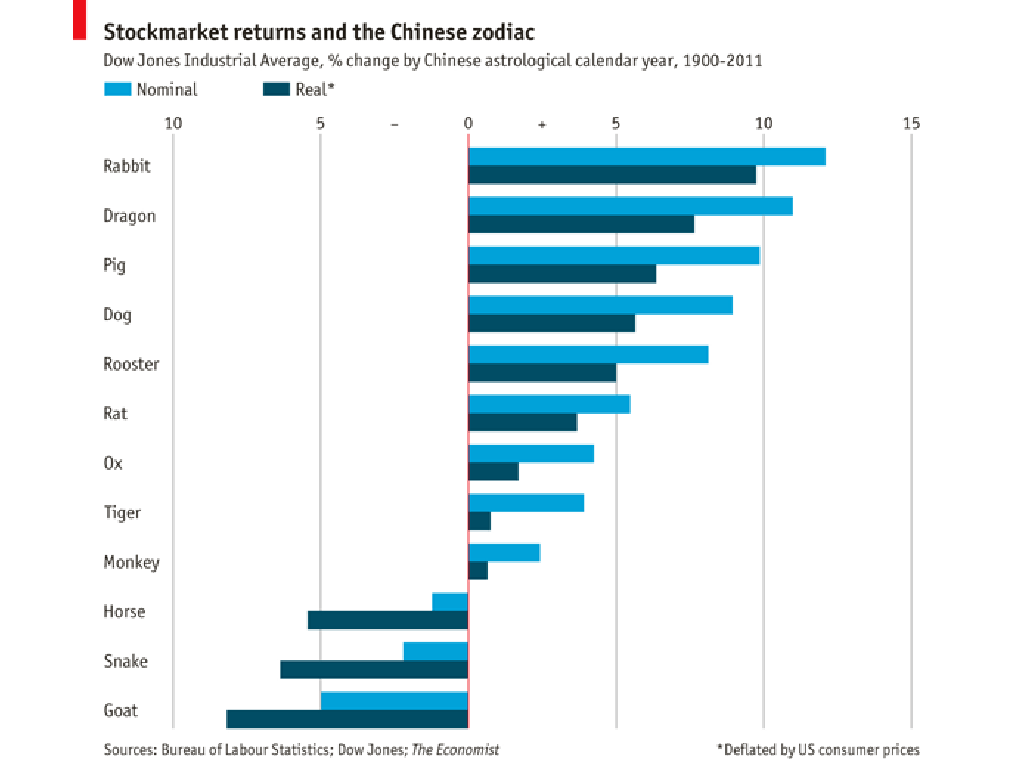 Stockmarket returns and the Chinese zodiac
Dow Jones Industrial Average, % change by Chinese astrological calendar year, 1900-2011
Nominal Real*
10 5 – 0 + 5 10 15
Rabbit
Dragon
Pig
Dog
Rooster
Rat
Ox
Tiger
Monkey
Horse
Snake
Goat
Sources: Bureau of Labour Statistics; Dow Jones; The Economist *Deflated by US consumer prices